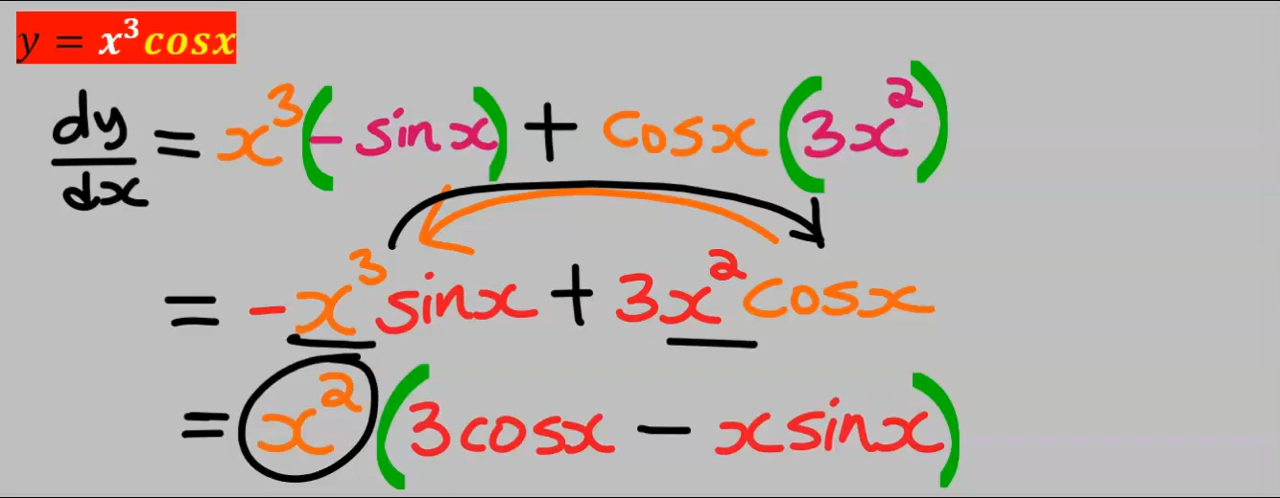 y = x³cosx
dy/dx = x³(-sinx) + cosx(3x²)
= -x³sinx + 3x²cosx
= x²(3cosx - xsinx)